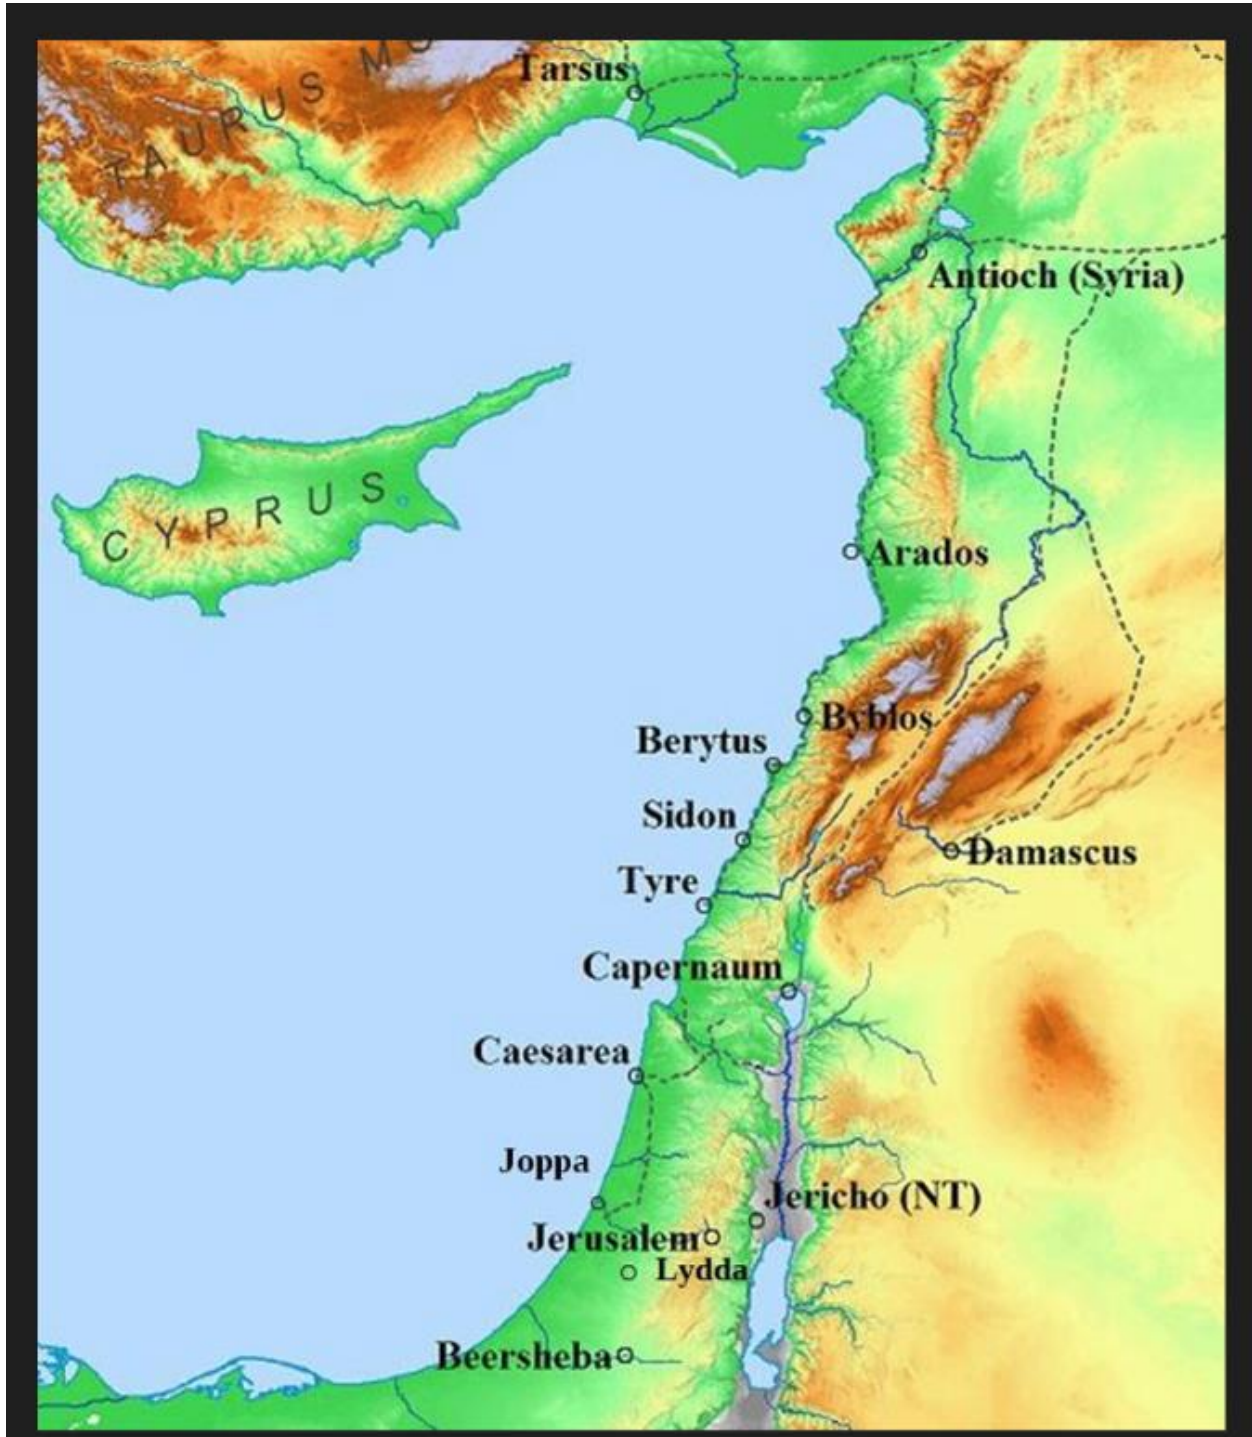 TAURUS MO
Tarsus
Antioch (Syria)
CYPRUS
Arados
Byblos
Berytus
Sidon
Damascus
Tyre
Capernaum
Caesarea
Joppa
Jericho (NT)
Jerusalem
Lydda
Beersheba